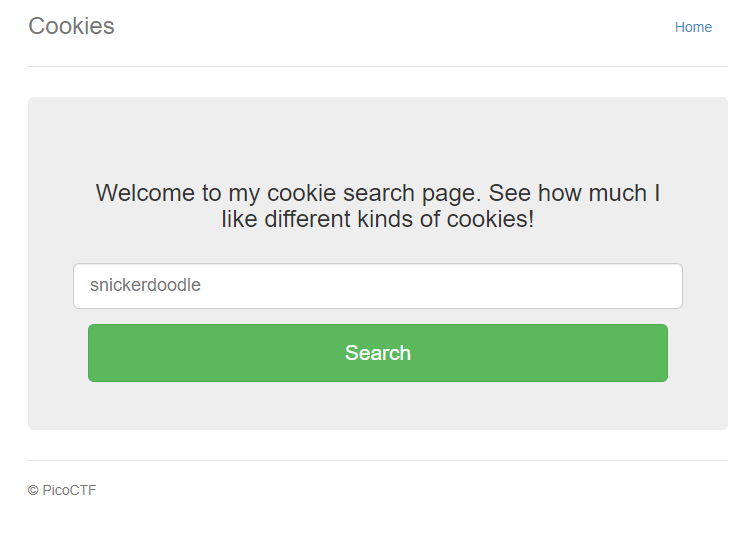 Cookies
Home
Welcome to my cookie search page. See how much I
like different kinds of cookies!
snickerdoodle
Search
© PicoCTF